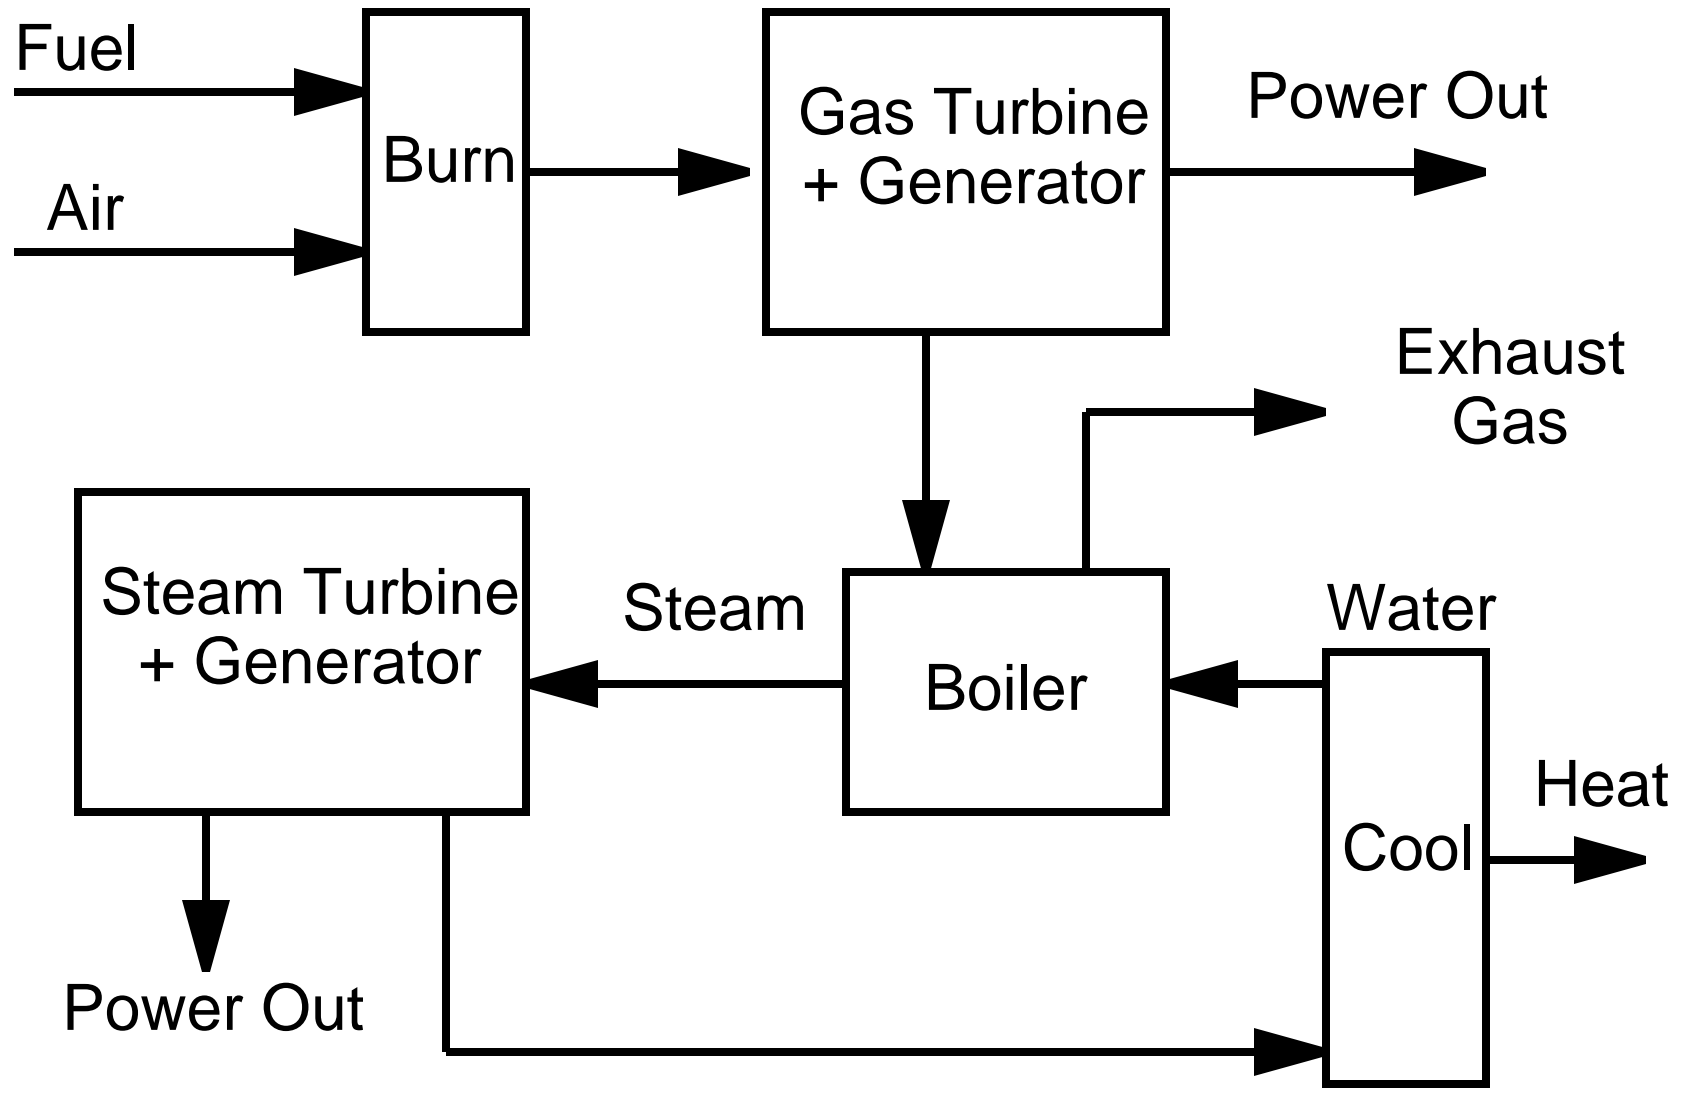 Fuel
Air
Burn
Gas Turbine
+ Generator
Power Out
Exhaust
Gas
Steam Turbine
+ Generator
Steam
Boiler
Water
Cool
Heat
Power Out